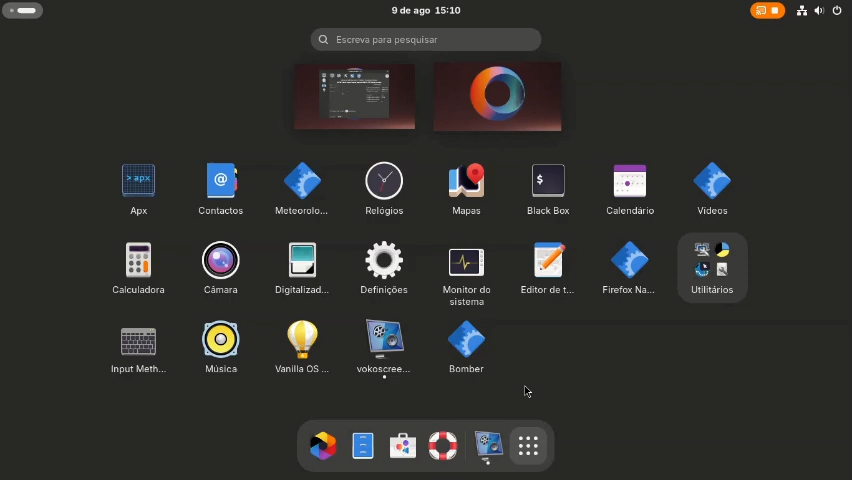 9 de ago 15:10
Escreva para pesquisar
> apx
@
$
Apx
Contactos
Meteorolo...
Relógios
Mapas
Black Box
Calendário
Vídeos
Calculadora
Câmara
Digitalizad...
Definições
Monitor do
sistema
Editor de t...
Firefox Na...
Utilitários
Input Meth...
Música
Vanilla OS ...
vokoscree...
Bomber